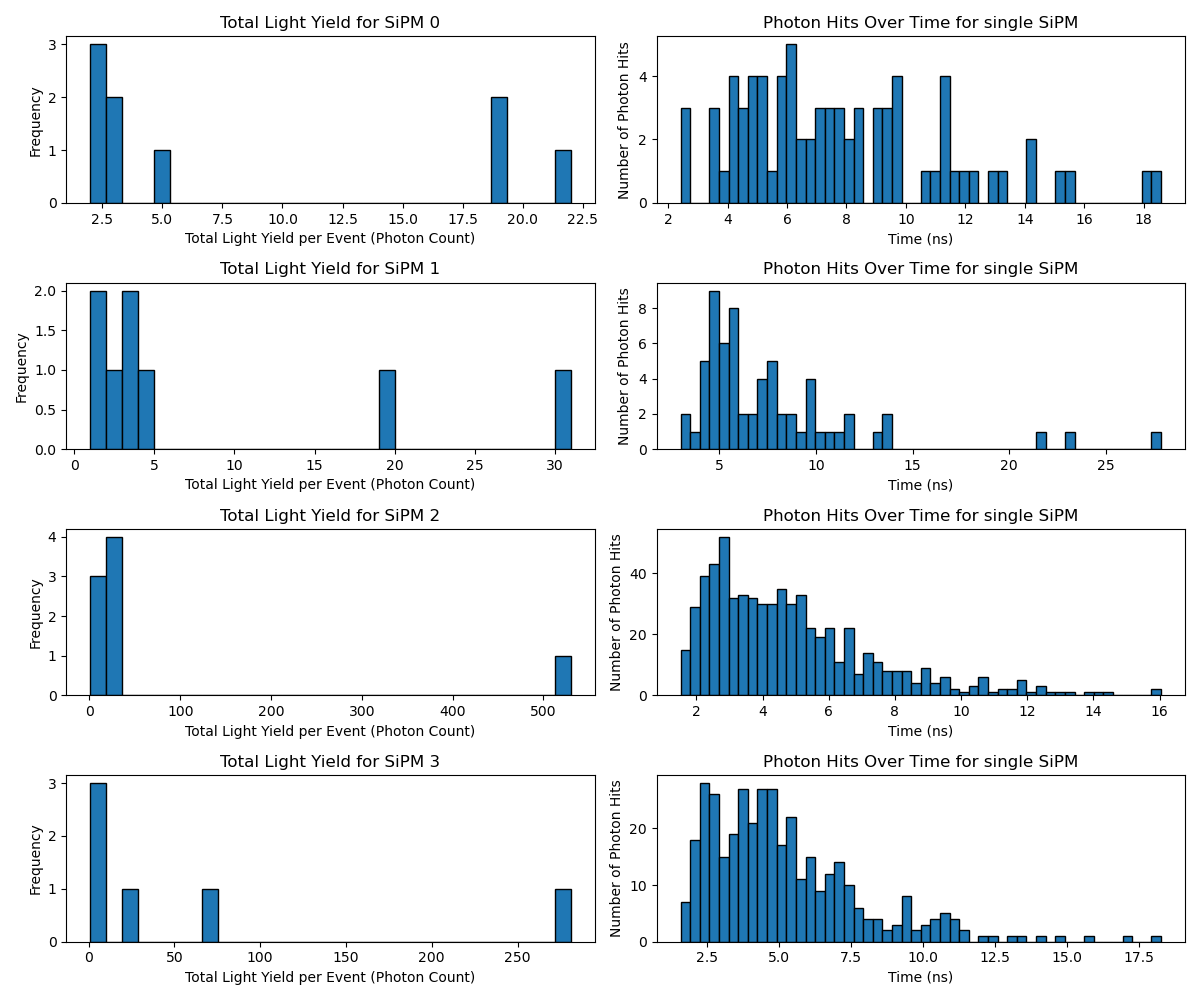 Total Light Yield for SiPM 0
Frequency
3
2
1
0
2.5 5.0 7.5 10.0 12.5 15.0 17.5 20.0 22.5
Total Light Yield per Event (Photon Count)
Photon Hits Over Time for single SiPM
Number of Photon Hits
4
2
0
2 4 6 8 10 12 14 16 18
Time (ns)
Total Light Yield for SiPM 1
Frequency
2.0
1.5
1.0
0.5
0.0
0 5 10 15 20 25 30
Total Light Yield per Event (Photon Count)
Photon Hits Over Time for single SiPM
Number of Photon Hits
8
6
4
2
0
5 10 15 20 25
Time (ns)
Total Light Yield for SiPM 2
Frequency
4
3
2
1
0
0 100 200 300 400 500
Total Light Yield per Event (Photon Count)
Photon Hits Over Time for single SiPM
Number of Photon Hits
40
20
0
2 4 6 8 10 12 14 16
Time (ns)
Total Light Yield for SiPM 3
Frequency
3
2
1
0
0 50 100 150 200 250
Total Light Yield per Event (Photon Count)
Photon Hits Over Time for single SiPM
Number of Photon Hits
20
10
0
2.5 5.0 7.5 10.0 12.5 15.0 17.5
Time (ns)